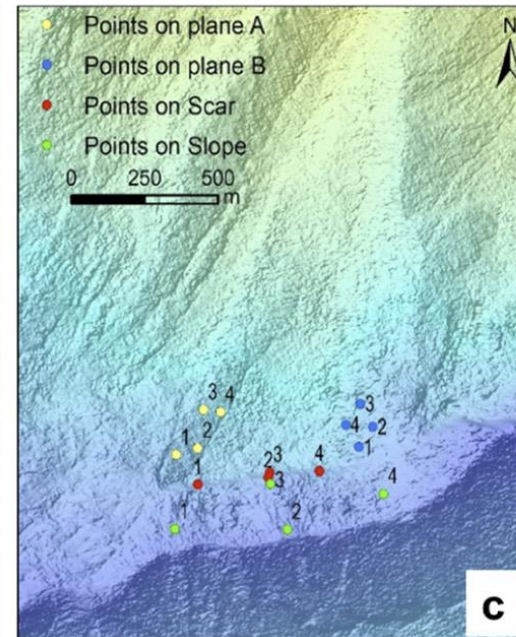 Points on plane A
N
Points on plane B
Points on Scar
Points on Slope
0 250 500
m
3 4
3
1 2
4 2
1
1
2 3
4
3
4
1
2
c